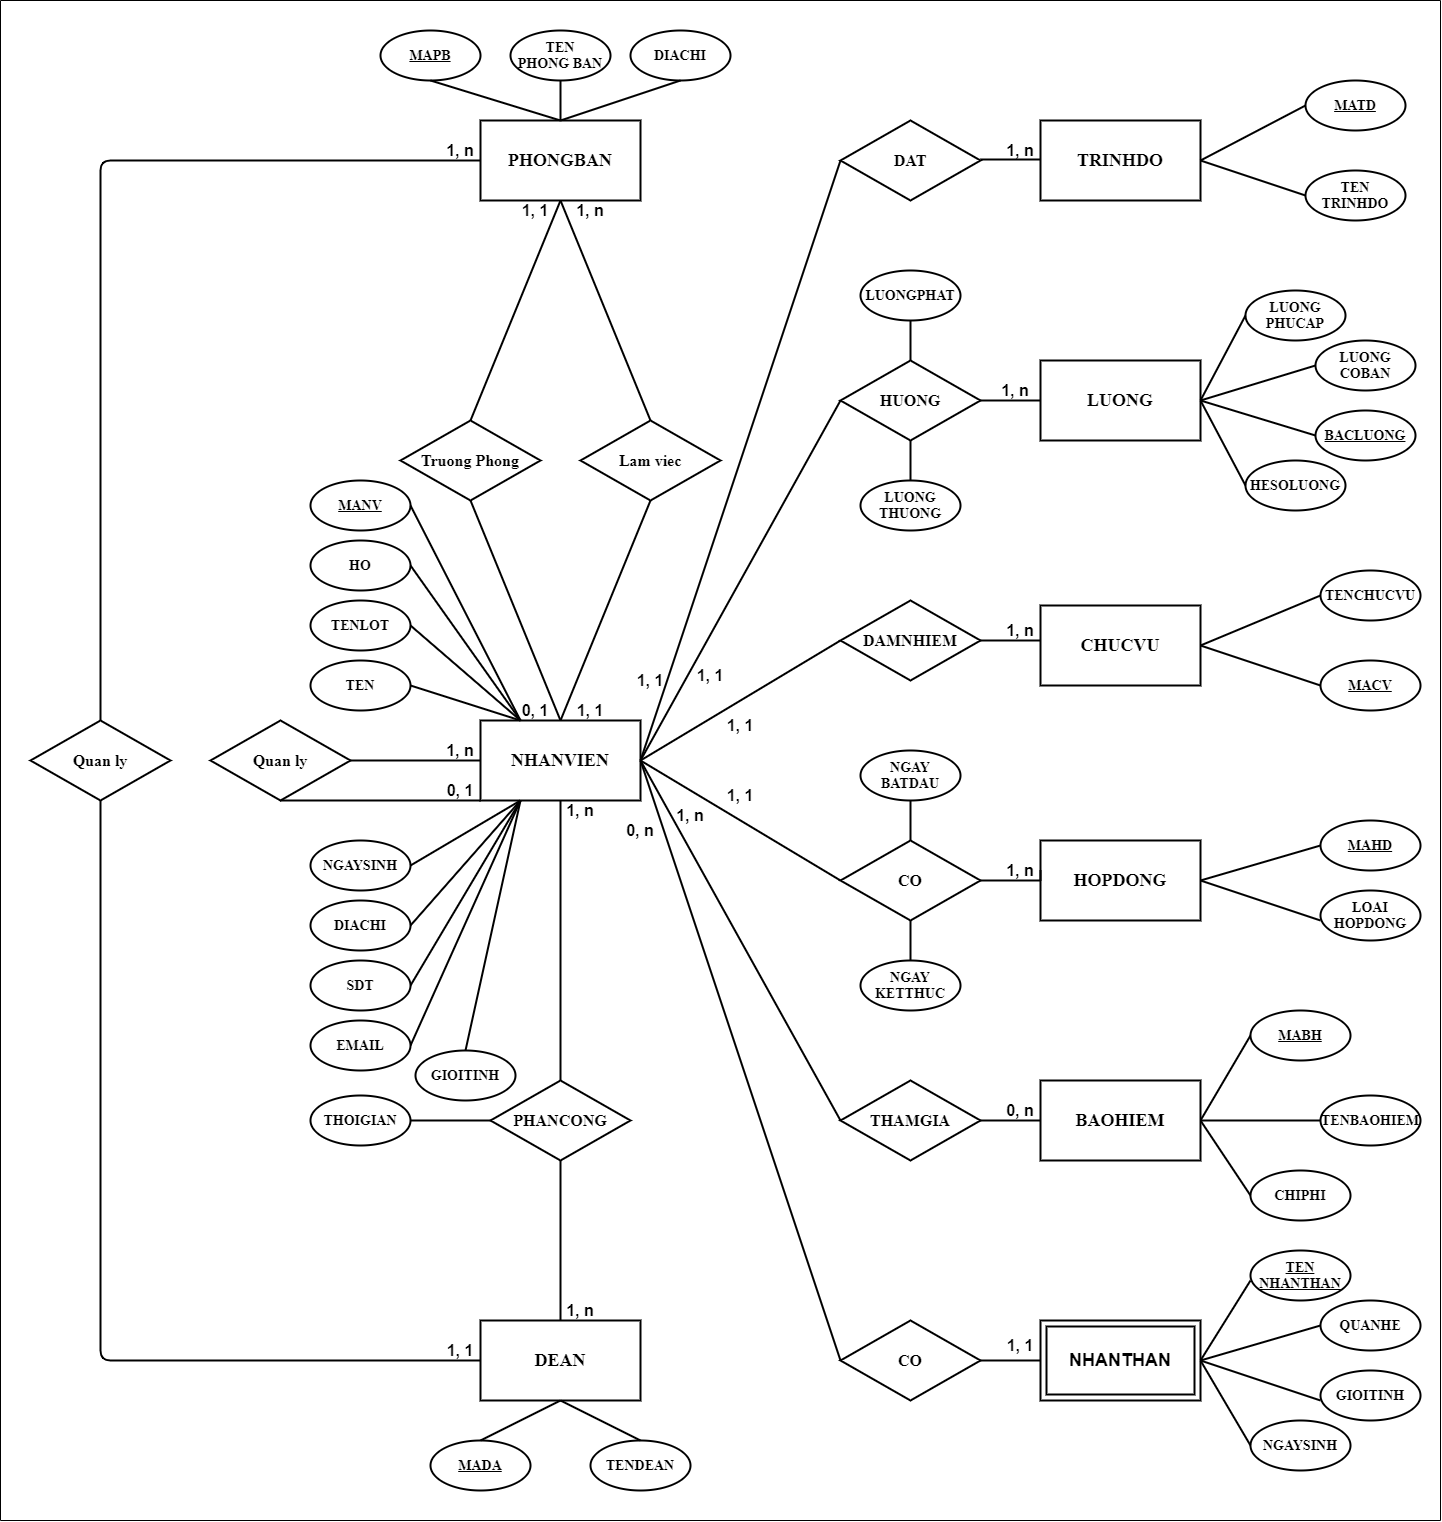 MAPB
TEN
PHONG BAN
DIACHI
1, n
PHONGBAN
1, 1
1, n
DAT
1, n
TRINHDO
MATD
TEN
TRINHDO
LUONGPHAT
HUONG
1, n
LUONG
THUONG
LUONG
LUONG
PHUCAP
LUONG
COBAN
BACLUONG
HESOLUONG
Truong Phong
Lam viec
MANV
HO
TENLOT
TEN
0, 1
1, 1
1, 1
1, 1
1, 1
DAMNHIEM
1, n
CHUCVU
TENCHUCVU
MACV
Quan ly
Quan ly
1, n
0, 1
NHANVIEN
1, n
0, n
1, n
1, 1
NGAY
BATDAU
CO
1, n
NGAY
KETTHUC
HOPDONG
MAHD
LOAI
HOPDONG
NGAYSINH
DIACHI
SDT
EMAIL
GIOITINH
THOIGIAN
PHANCONG
THAMGIA
0, n
BAOHIEM
MABH
TENBAOHIEM
CHIPHI
1, n
1, 1
DEAN
MADA
TENDEAN
CO
1, 1
NHANTHAN
TEN
NHANTHAN
QUANHE
GIOITINH
NGAYSINH